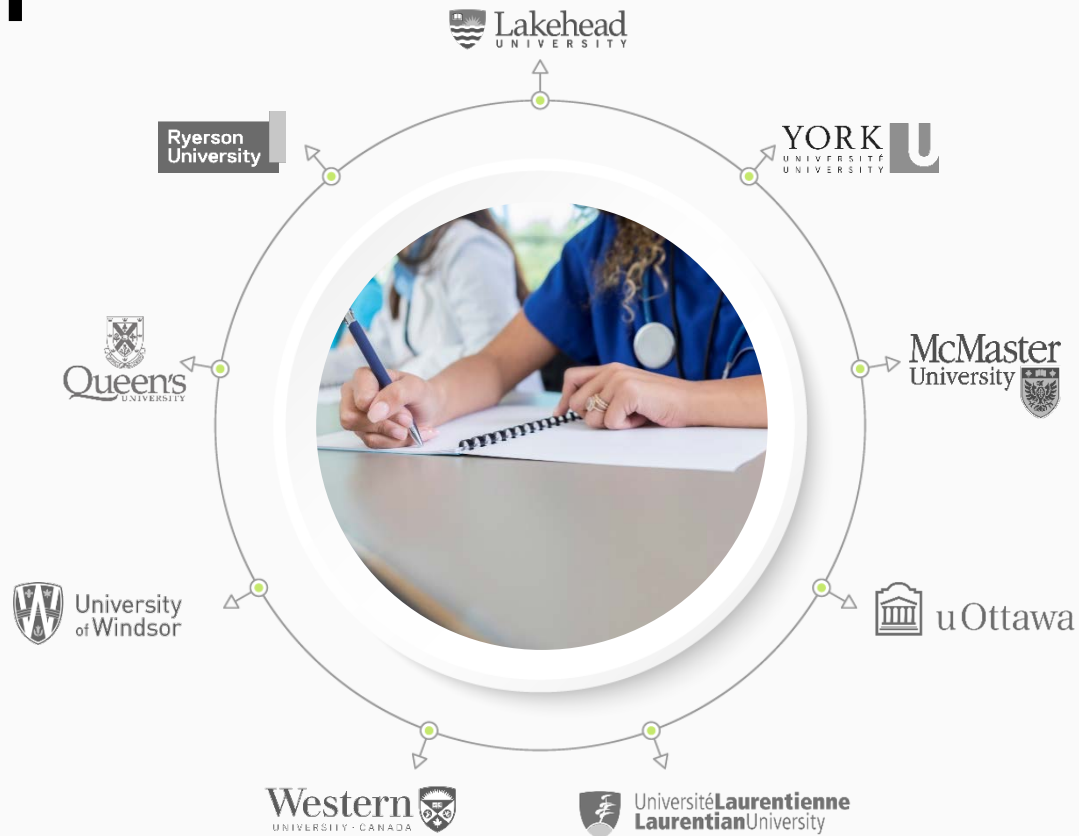 Lakehead
UNIVERSITY
Ryerson
University
YORK U
UNIVERSITÉ
UNIVERSITY
Queen's
UNIVERSITY
McMaster
University
University
of Windsor
uOttawa
Western
UNIVERSITY · CANADA
UniversitéLaurentienne
LaurentianUniversity